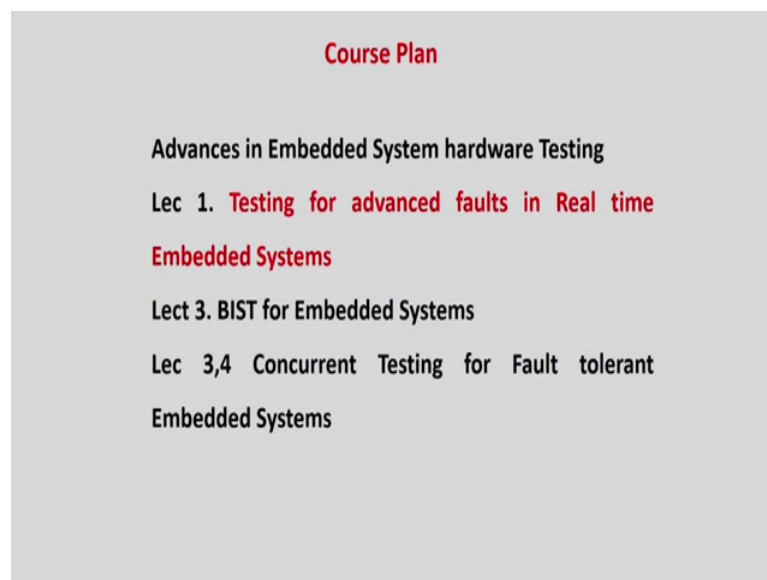 Course Plan
Advances in Embedded System hardware Testing
Lec 1. Testing for advanced faults in Real time
Embedded Systems
Lect 3. BIST for Embedded Systems
Lec 3,4 Concurrent Testing for Fault tolerant
Embedded Systems